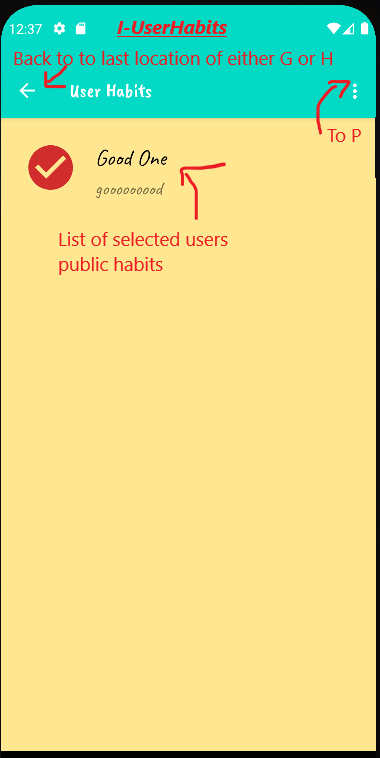 12:37
I-UserHabits
Back to to last location of either G or H
User Habits
To P
Good One
gooooooood
List of selected users
public habits